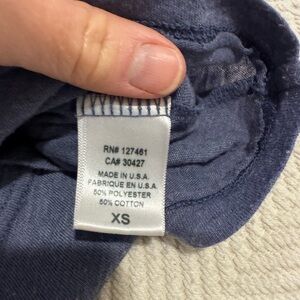 RN# 127461
CA# 30427
MADE IN U.S.A.
FABRIQUE EN U.S.A.
50% POLYESTER
50% COTTON
XS